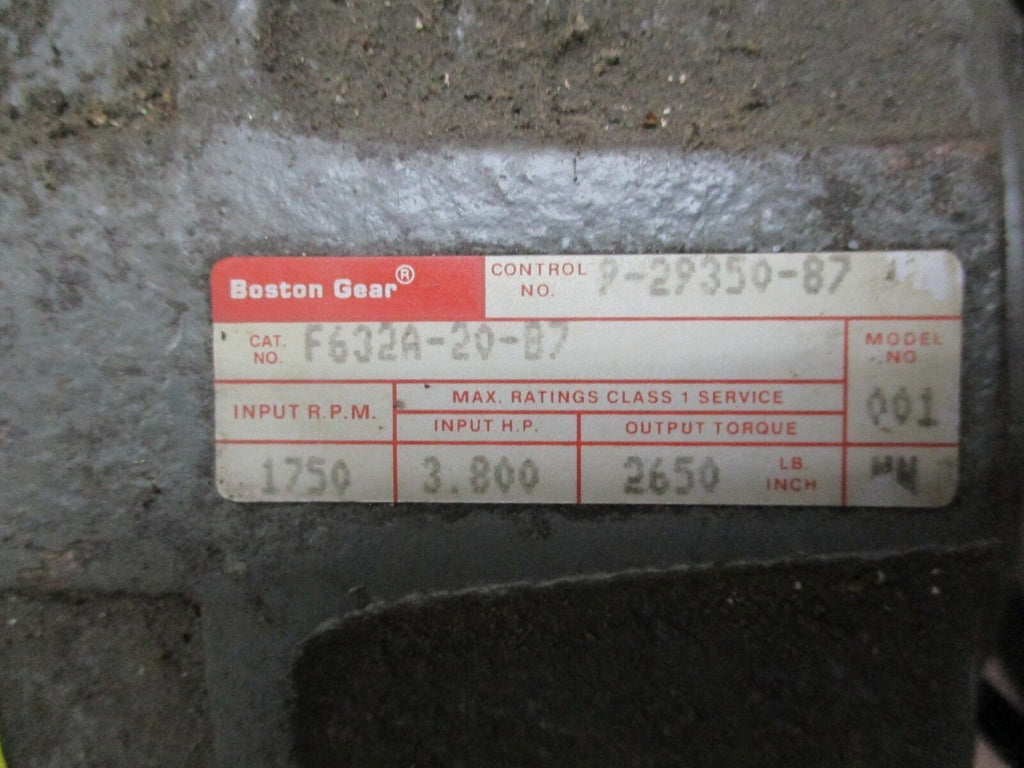 Boston Gear®
CONTROL NO. 9-29350-87
CAT. NO. F632A-20-B7
MODEL NO 001
INPUT R.P.M.
MAX. RATINGS CLASS 1 SERVICE
INPUT H.P. OUTPUT TORQUE
1750 3.800 2650 LB INCH